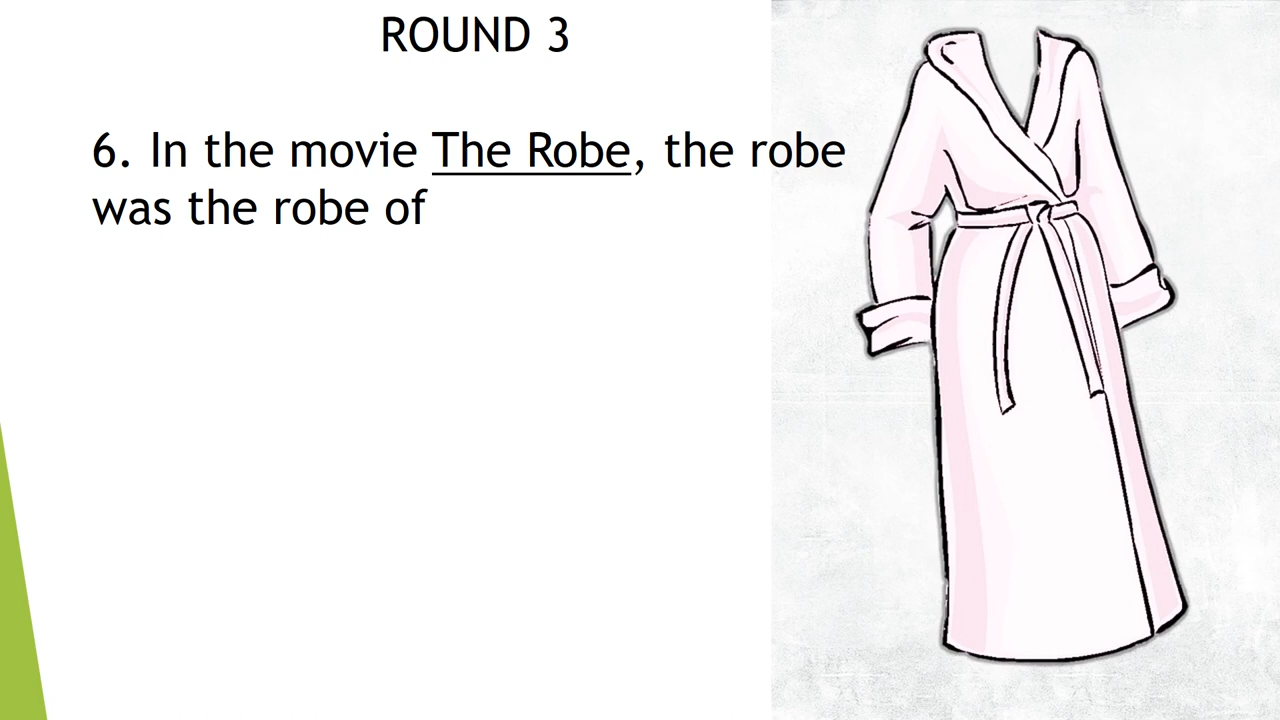 ROUND 3
6. In the movie The Robe, the robe
was the robe of